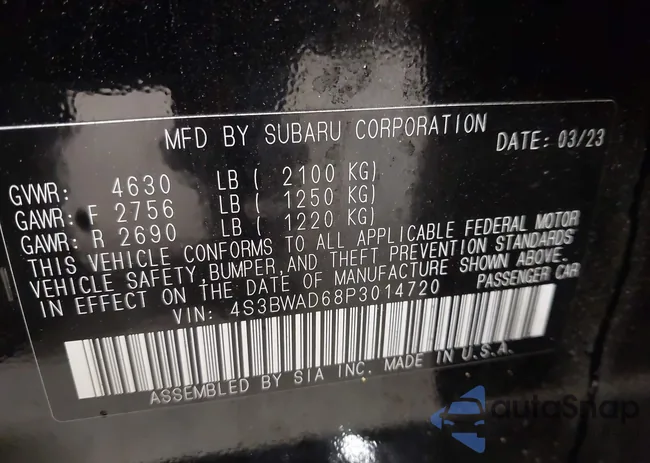 MFD BY SUBARU CORPORATION DATE: 03/23
GVWR: 4630 LB ( 2100 KG)
GAWR: F 2756 LB ( 1250 KG)
GAWR: R 2690 LB ( 1220 KG)
THIS VEHICLE CONFORMS TO ALL APPLICABLE FEDERAL MOTOR
VEHICLE SAFETY, BUMPER, AND THEFT PREVENTION STANDARDS
IN EFFECT ON THE DATE OF MANUFACTURE SHOWN ABOVE.
VIN: 4S3BWAD68P3014720 PASSENGER CAR
ASSEMBLED BY SIA INC. MADE IN U.S.A.
autoSnap